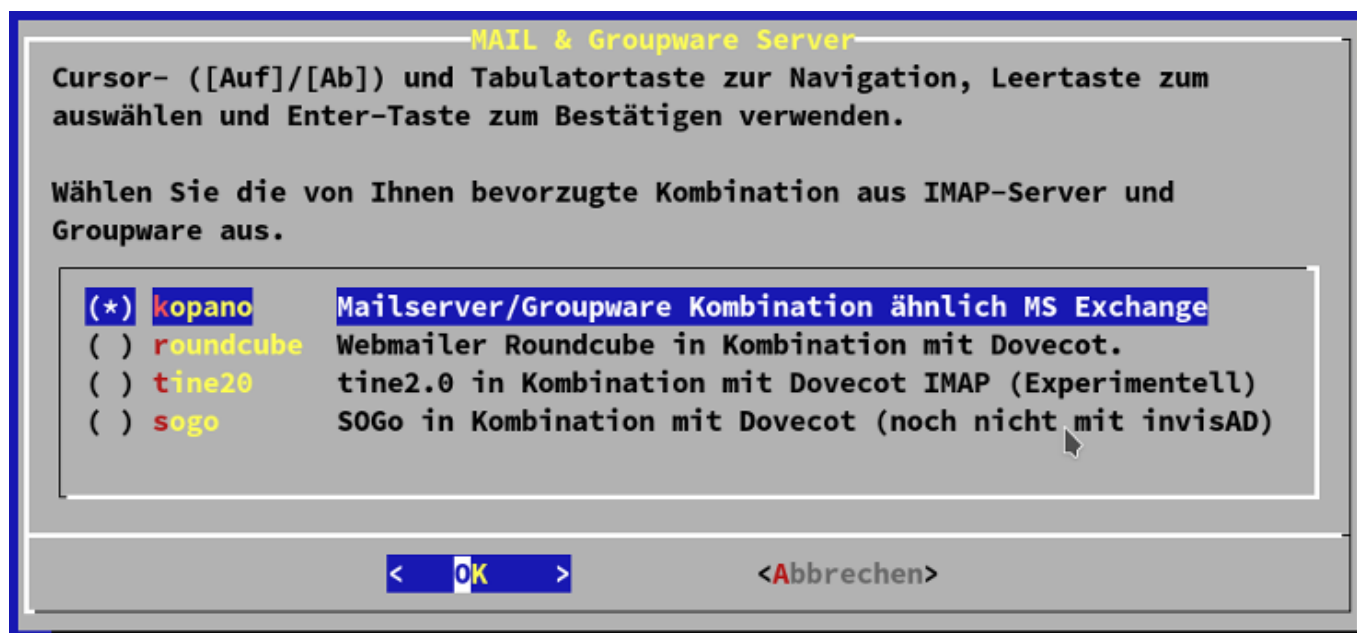 MAIL & Groupware Server
Cursor- ([Auf]/[Ab]) und Tabulatortaste zur Navigation, Leertaste zum
auswählen und Enter-Taste zum Bestätigen verwenden.
Wählen Sie die von Ihnen bevorzugte Kombination aus IMAP-Server und
Groupware aus.
(*) kopano Mailserver/Groupware Kombination ähnlich MS Exchange
( ) roundcube Webmailer Roundcube in Kombination mit Dovecot.
( ) tine20 tine2.0 in Kombination mit Dovecot IMAP (Experimentell)
( ) sogo SOGo in Kombination mit Dovecot (noch nicht mit invisAD)
< OK > <Abbrechen>